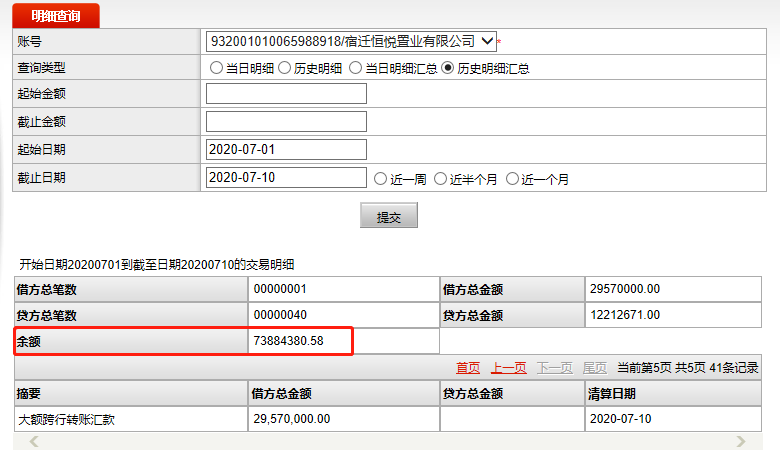 明细查询
账号 932001010065988918/宿迁恒悦置业有限公司 *
查询类型 当日明细 历史明细 当日明细汇总 历史明细汇总
起始金额
截止金额
起始日期 2020-07-01
截止日期 2020-07-10 近一周 近半个月 近一个月
提交
开始日期20200701到截至日期20200710的交易明细
借方总笔数 00000001 借方总金额 29570000.00
贷方总笔数 00000040 贷方总金额 12212671.00
余额 73884380.58
首页 上一页 下一页 尾页 当前第5页 共5页 41条记录
摘要 借方总金额 贷方总金额 清算日期
大额跨行转账汇款 29,570,000.00 2020-07-10